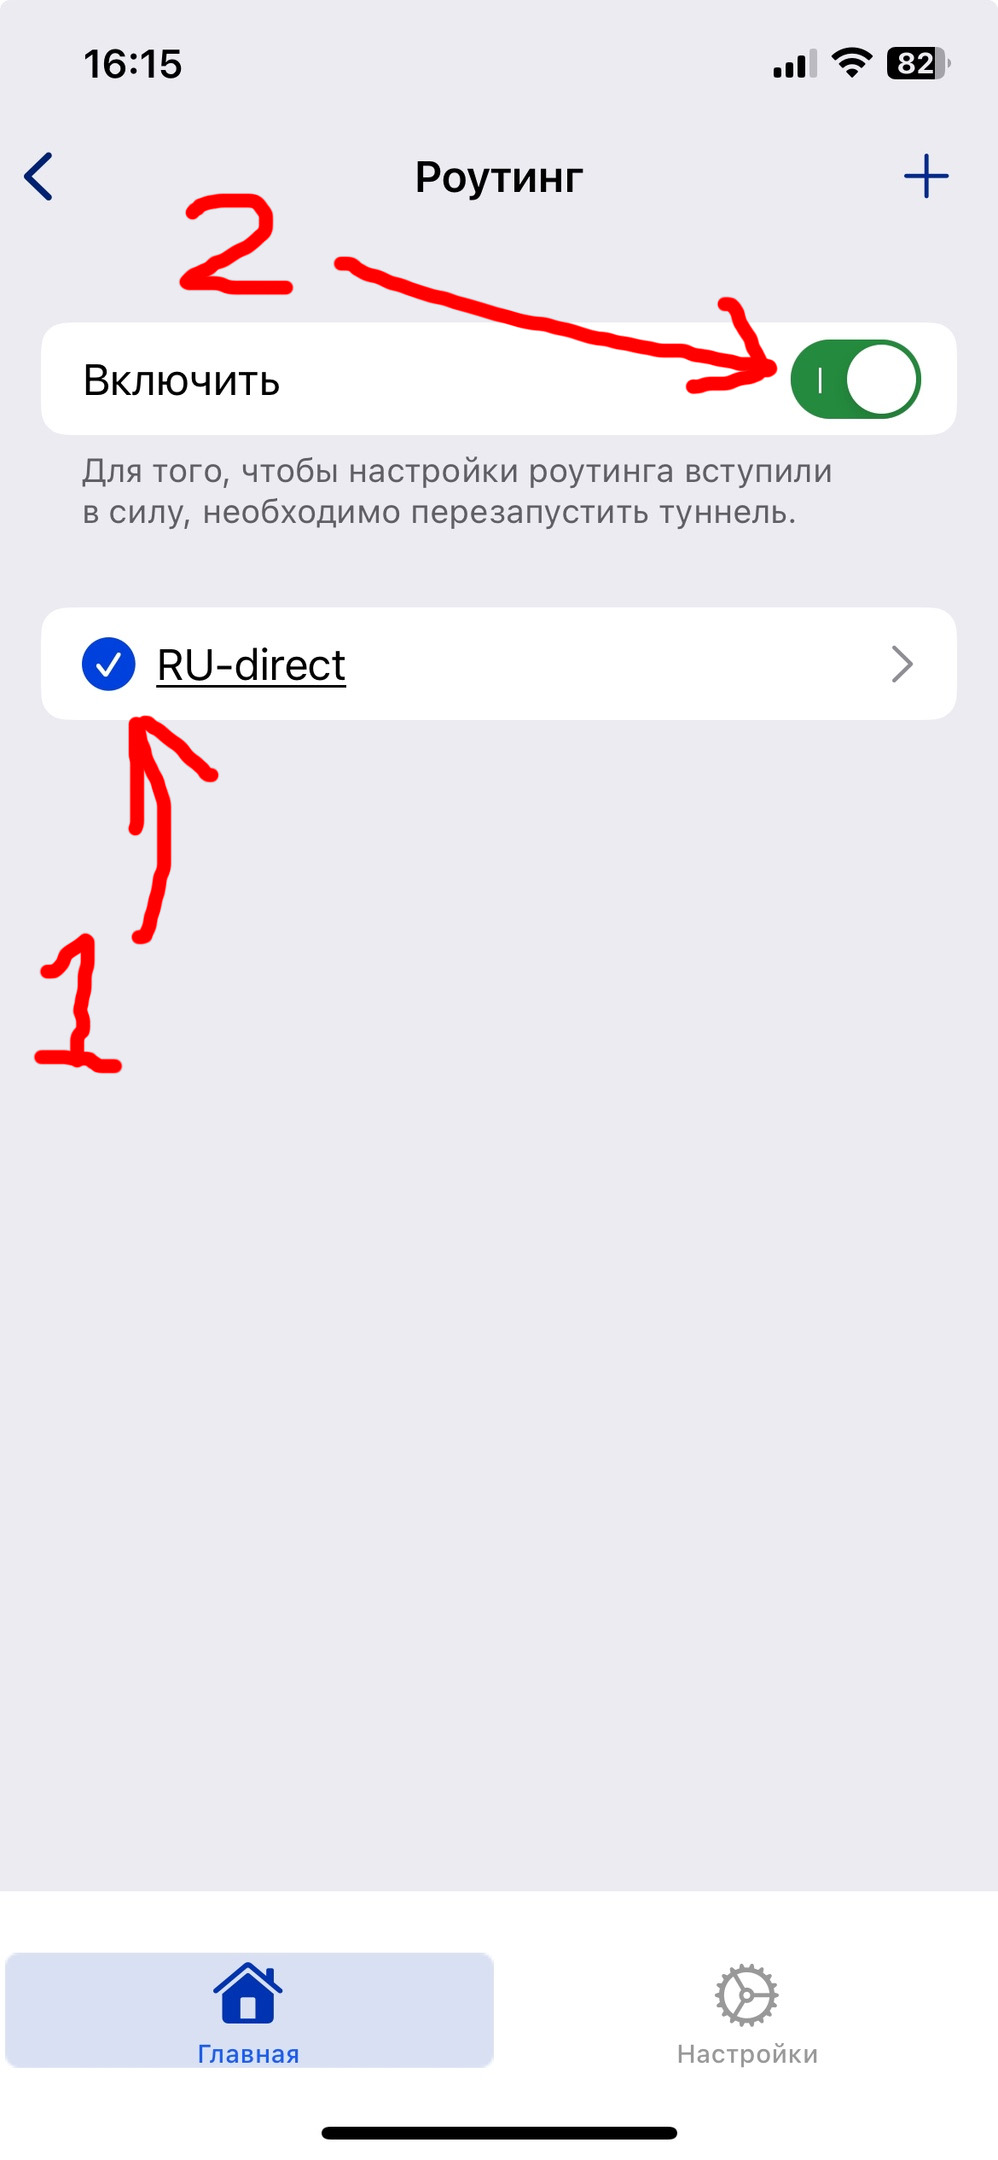 16:15
82
Роутинг
2
Включить
Для того, чтобы настройки роутинга вступили
в силу, необходимо перезапустить туннель.
RU-direct
1
Главная
Настройки